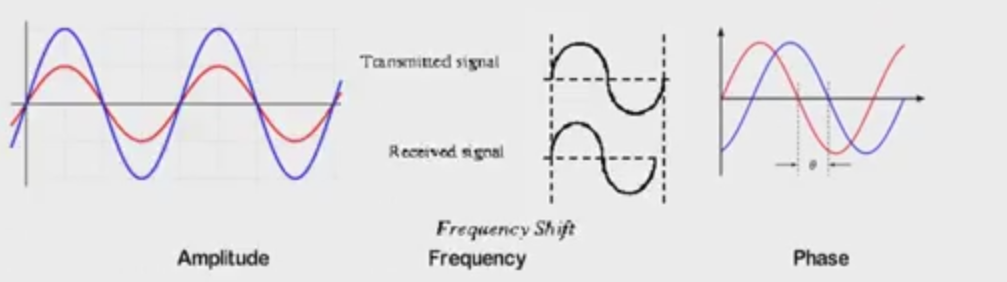 Transmitted signal
Received signal
θ
Frequency Shift
Amplitude
Frequency
Phase